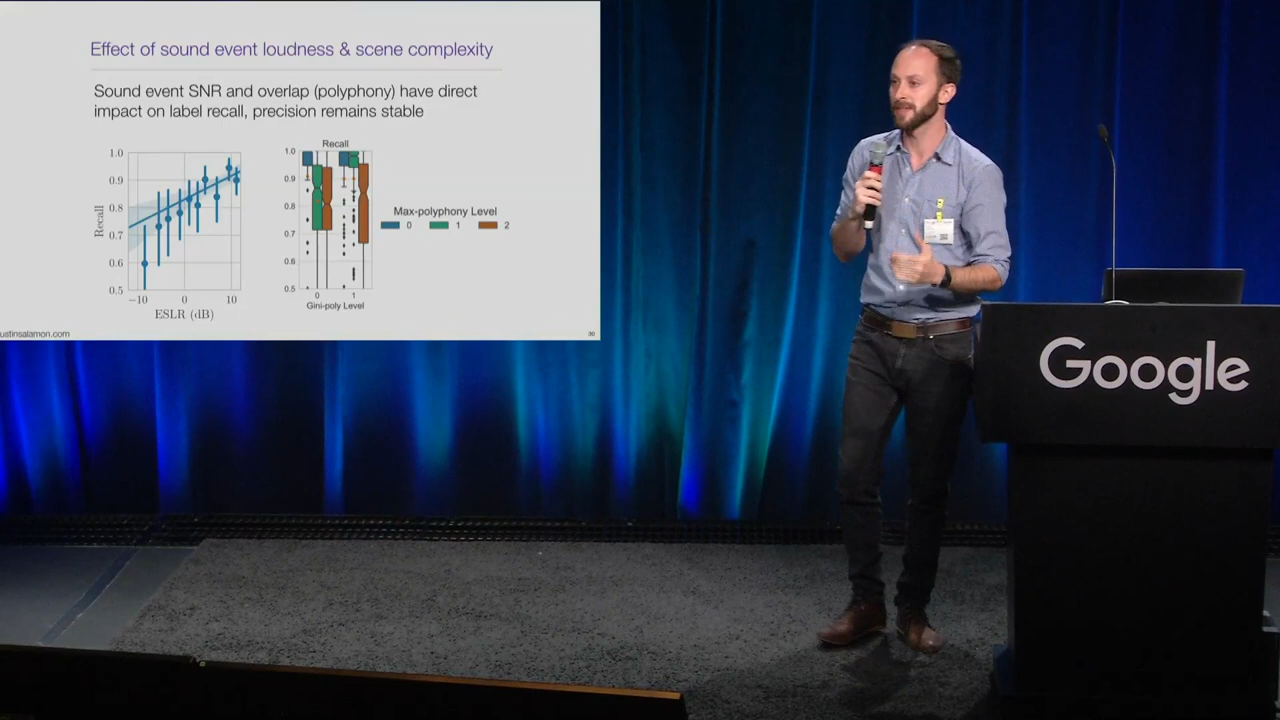 Effect of sound event loudness & scene complexity
Sound event SNR and overlap (polyphony) have direct
impact on label recall, precision remains stable
Recall
1.0
0.9
0.8
0.7
0.6
0.5
−10
0
10
ESLR (dB)
Recall
1.0
0.9
0.8
0.7
0.6
0.5
0
1
Gini-poly Level
Max-polyphony Level
0
1
2
ustinsalamon.com
30
Google